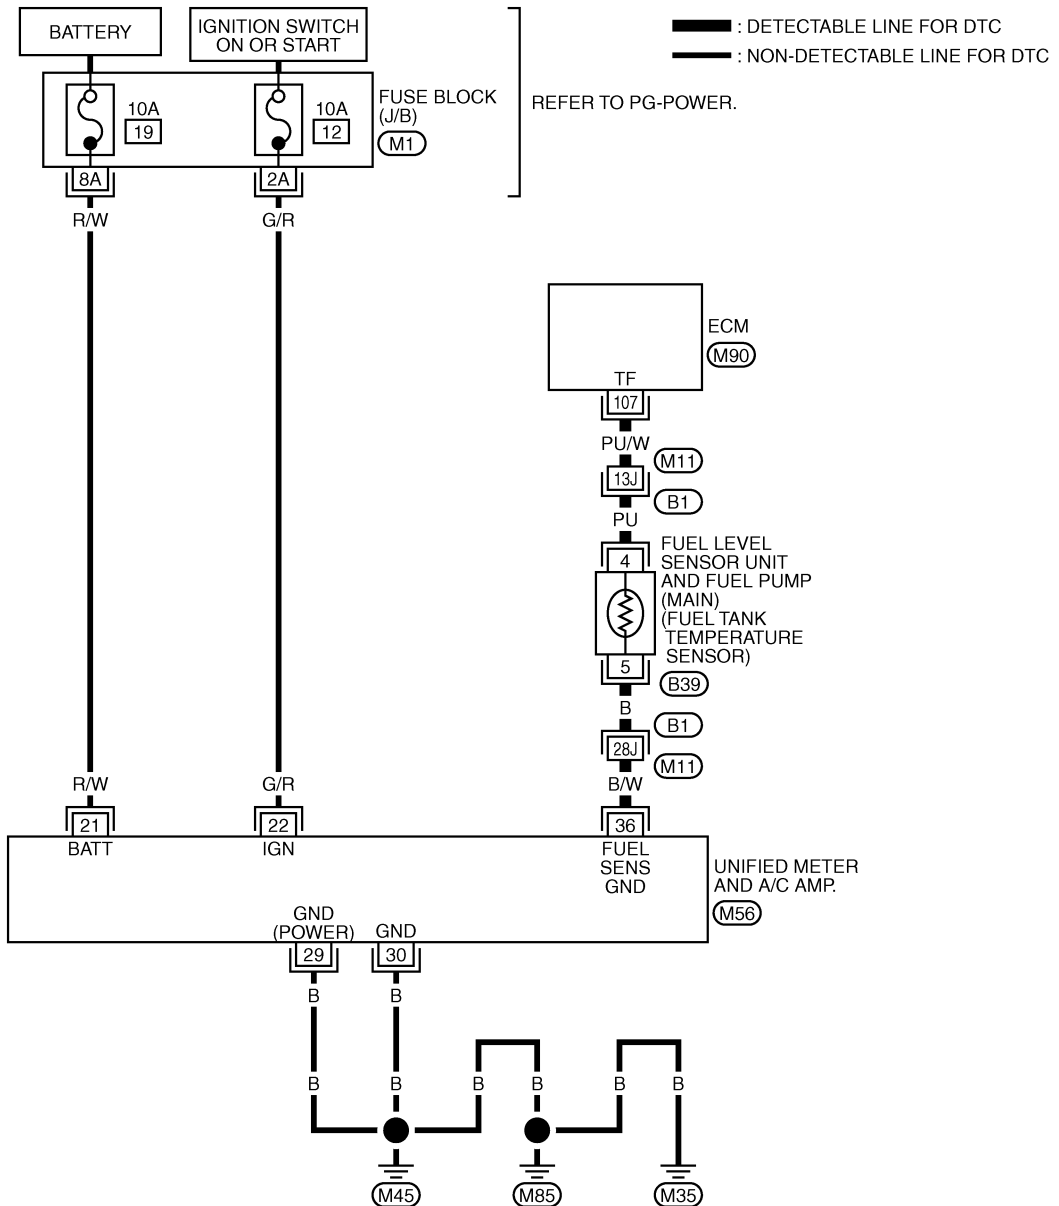 BATTERY
IGNITION SWITCH
ON OR START
: DETECTABLE LINE FOR DTC
: NON-DETECTABLE LINE FOR DTC
10A
19
10A
12
FUSE BLOCK
(J/B)
M1
REFER TO PG-POWER.
8A
2A
R/W
G/R
ECM
M90
TF
107
PU/W
M11
13J
B1
PU
4
FUEL LEVEL
SENSOR UNIT
AND FUEL PUMP
(MAIN)
(FUEL TANK
TEMPERATURE
SENSOR)
5
B39
B
B1
28J
M11
R/W
G/R
B/W
21
22
36
BATT
IGN
FUEL
SENS
GND
UNIFIED METER
AND A/C AMP.
M56
GND
(POWER)
GND
29
30
B
B
B
B
B
B
B
B
M45
M85
M35